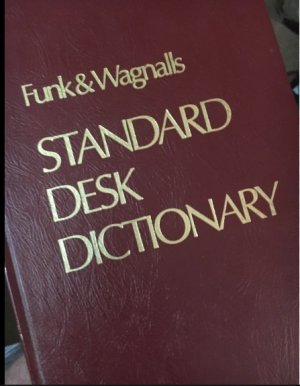 Funk & Wagnalls
STANDARD
DESK
DICTIONARY